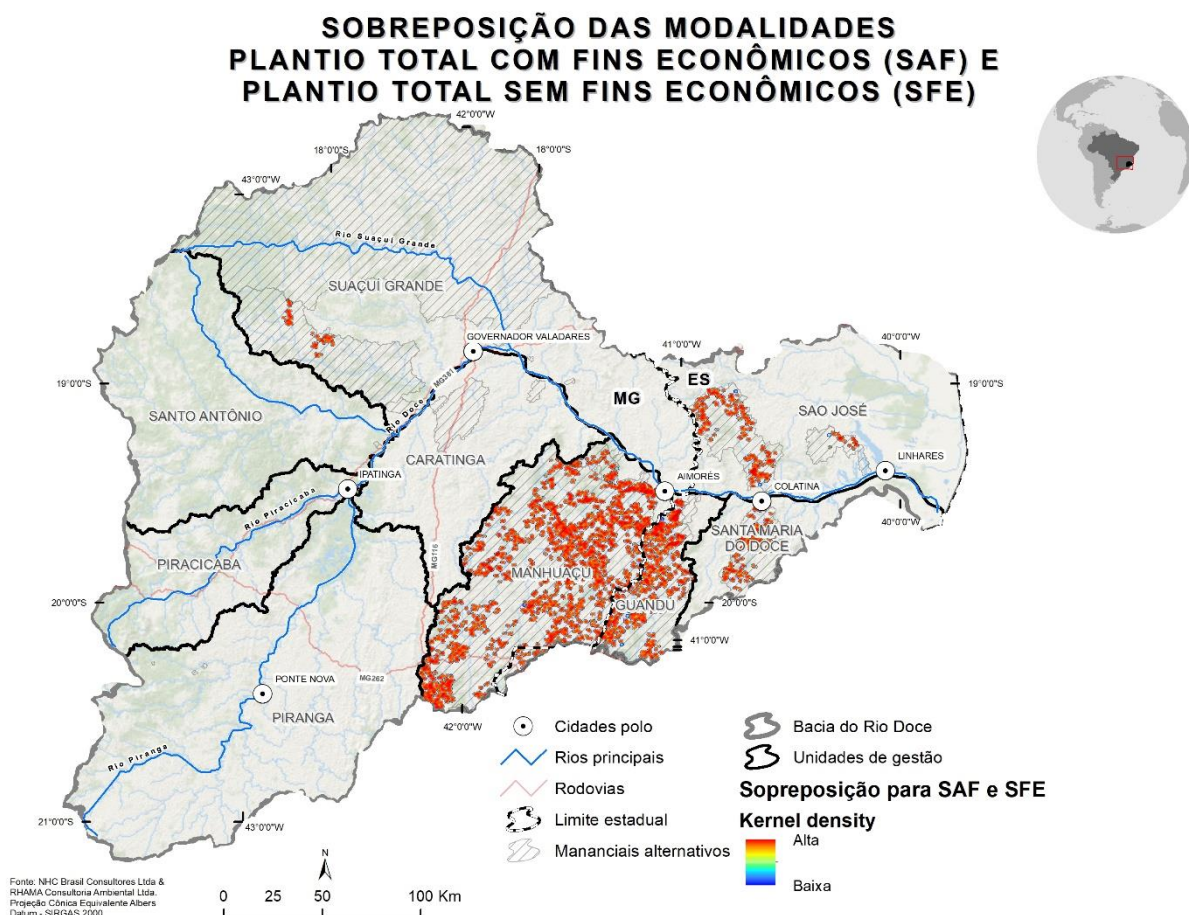 SOBREPOSIÇÃO DAS MODALIDADES
PLANTIO TOTAL COM FINS ECONÔMICOS (SAF) E
PLANTIO TOTAL SEM FINS ECONÔMICOS (SFE)
42°0'0"W
18°0'0"S
18°0'0"S
43°0'0"W
Rio Suaçuí Grande
SUAÇUÍ GRANDE
GOVERNADOR VALADARES
41°0'0"W
40°0'0"W
19°0'0"S
19°0'0"S
MG381
ES
MG
SANTO ANTÔNIO
SAO JOSÉ
Rio Doce
CARATINGA
LINHARES
IPATINGA
AIMORÉS
COLATINA
Rio Piracicaba
40°0'0"W
SANTA MARIA
DO DOCE
PIRACICABA
MG116
MANHUAÇU
GUANDU
20°0'0"S
20°0'0"S
41°0'0"W
MG262
PONTE NOVA
PIRANGA
42°0'0"W
Rio Piranga
21°0'0"S
43°0'0"W
Cidades polo
Rios principais
Rodovias
Limite estadual
Mananciais alternativos
Bacia do Rio Doce
Unidades de gestão
Sopreposição para SAF e SFE
Kernel density
Alta
Baixa
N
0 25 50 100 Km
Fonte: NHC Brasil Consultores Ltda &
RHAMA Consultoria Ambiental Ltda.
Projeção Cônica Equivalente Albers
Datum - SIRGAS 2000